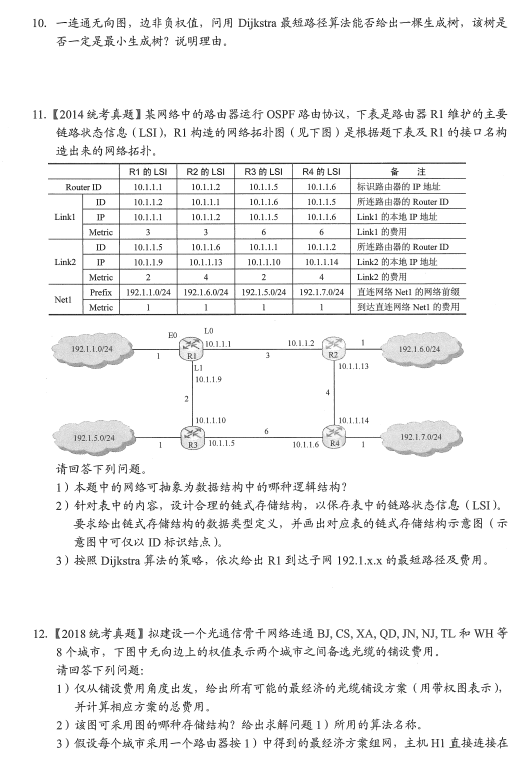 10. 一连通无向图，边非负权值，问用 Dijkstra 最短路径算法能否给出一棵生成树，该树是
否一定是最小生成树？说明理由。
11.【2014 统考真题】某网络中的路由器运行 OSPF 路由协议，下表是路由器 R1 维护的主要
链路状态信息（LSI），R1 构造的网络拓扑图（见下图）是根据题下表及 R1 的接口名构
造出来的网络拓扑。
R1 的 LSI R2 的 LSI R3 的 LSI R4 的 LSI 备 注
Router ID 10.1.1.1 10.1.1.2 10.1.1.5 10.1.1.6 标识路由器的 IP 地址
Link1 ID 10.1.1.2 10.1.1.1 10.1.1.6 10.1.1.5 所连路由器的 Router ID
IP 10.1.1.1 10.1.1.2 10.1.1.5 10.1.1.6 Link1 的本地 IP 地址
Metric 3 3 6 6 Link1 的费用
Link2 ID 10.1.1.5 10.1.1.6 10.1.1.1 10.1.1.2 所连路由器的 Router ID
IP 10.1.1.9 10.1.1.13 10.1.1.10 10.1.1.14 Link2 的本地 IP 地址
Metric 2 4 2 4 Link2 的费用
Net1 Prefix 192.1.1.0/24 192.1.6.0/24 192.1.5.0/24 192.1.7.0/24 直连网络 Net1 的网络前缀
Metric 1 1 1 1 到达直连网络 Net1 的费用
192.1.1.0/24 1 E0 R1 L0 10.1.1.1 3 10.1.1.2 R2 1 192.1.6.0/24
L1
10.1.1.9 10.1.1.13
2 4
10.1.1.10 10.1.1.14
192.1.5.0/24 1 R3 10.1.1.5 6 10.1.1.6 R4 1 192.1.7.0/24
请回答下列问题。
1）本题中的网络可抽象为数据结构中的哪种逻辑结构？
2）针对表中的内容，设计合理的链式存储结构，以保存表中的链路状态信息（LSI）。
要求给出链式存储结构的数据类型定义，并画出对应表的链式存储结构示意图（示
意图中可仅以 ID 标识结点）。
3）按照 Dijkstra 算法的策略，依次给出 R1 到达子网 192.1.x.x 的最短路径及费用。
12.【2018 统考真题】拟建设一个光通信骨干网络连通 BJ, CS, XA, QD, JN, NJ, TL 和 WH 等
8 个城市，下图中无向边上的权值表示两个城市之间备选光缆的铺设费用。
请回答下列问题：
1）仅从铺设费用角度出发，给出所有可能的最经济的光缆铺设方案（用带权图表示），
并计算相应方案的总费用。
2）该图可采用图的哪种存储结构？给出求解问题 1）所用的算法名称。
3）假设每个城市采用一个路由器按 1）中得到的最经济方案组网，主机 H1 直接连接在